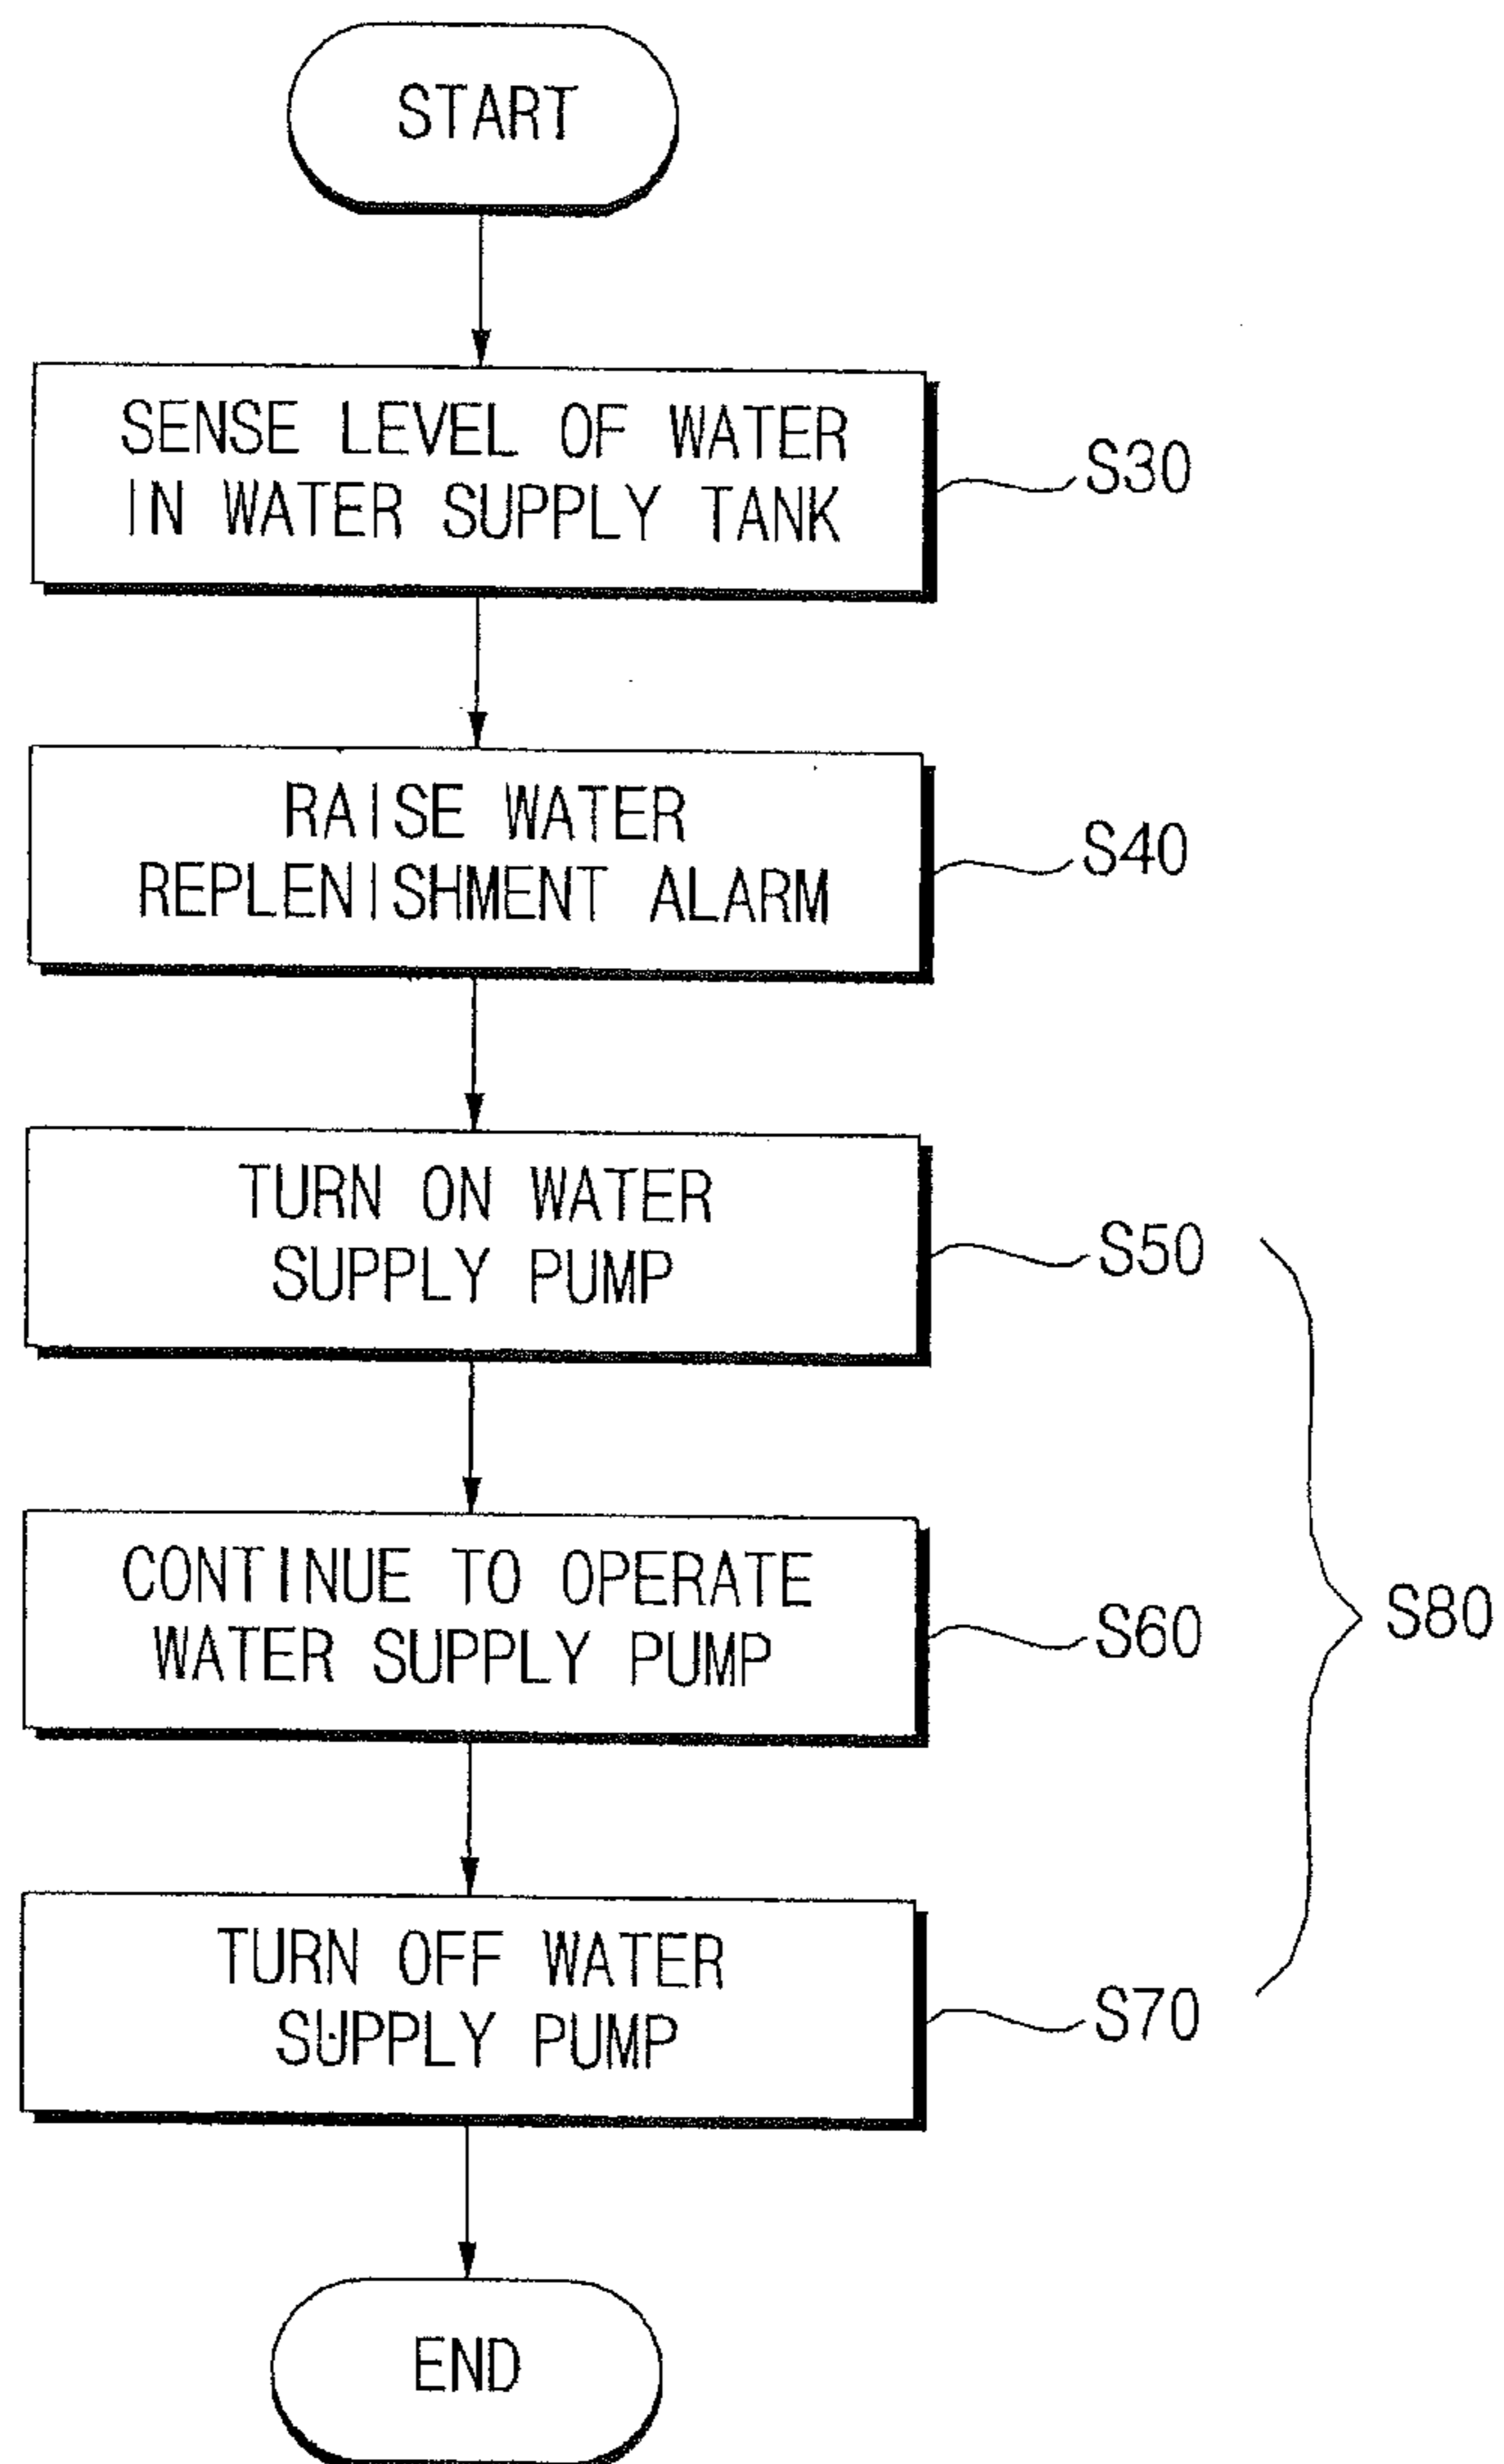 START
SENSE LEVEL OF WATER
IN WATER SUPPLY TANK
S30
RAISE WATER
REPLENISHMENT ALARM
S40
TURN ON WATER
SUPPLY PUMP
S50
CONTINUE TO OPERATE
WATER SUPPLY PUMP
S60
S80
TURN OFF WATER
SUPPLY PUMP
S70
END